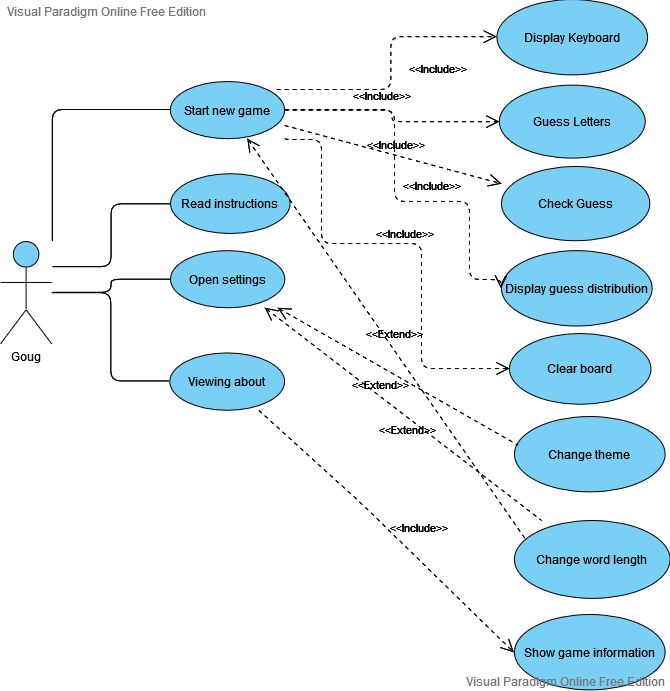 Visual Paradigm Online Free Edition
Display Keyboard
<<Include>>
<<Include>>
Start new game
Guess Letters
<<Include>>
<<Include>>
Read instructions
Check Guess
<<Include>>
Open settings
Display guess distribution
<<Extend>>
Goug
Clear board
Viewing about
<<Extend>>
<<Extend>>
Change theme
<<Include>>
Change word length
Show game information
Visual Paradigm Online Free Edition